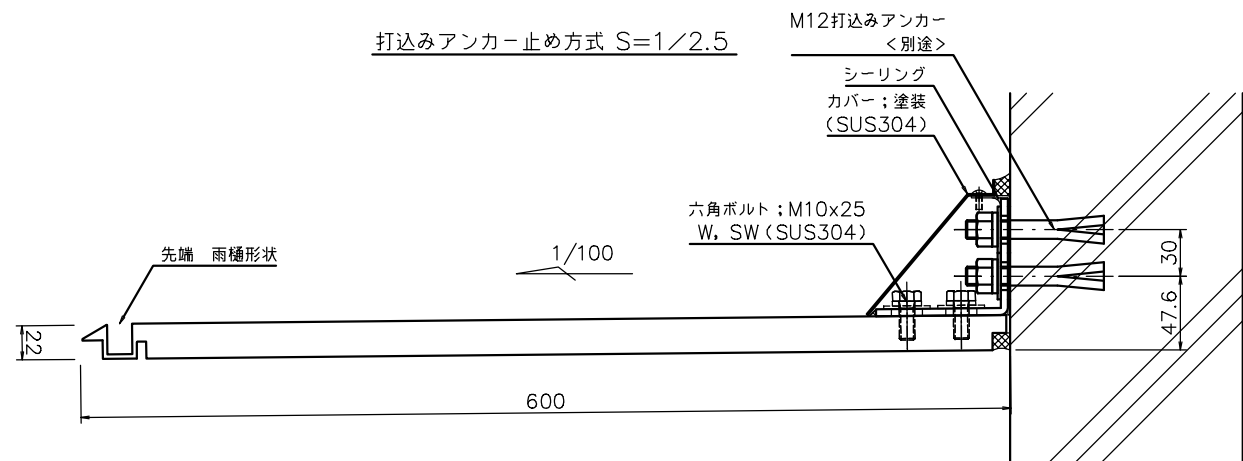 打込みアンカー止め方式 S=1/2.5
M12打込みアンカー
<別途>
シーリング
カバー；塗装
(SUS304)
六角ボルト；M10x25
W, SW(SUS304)
先端 雨樋形状
1/100
30
47.6
22
600